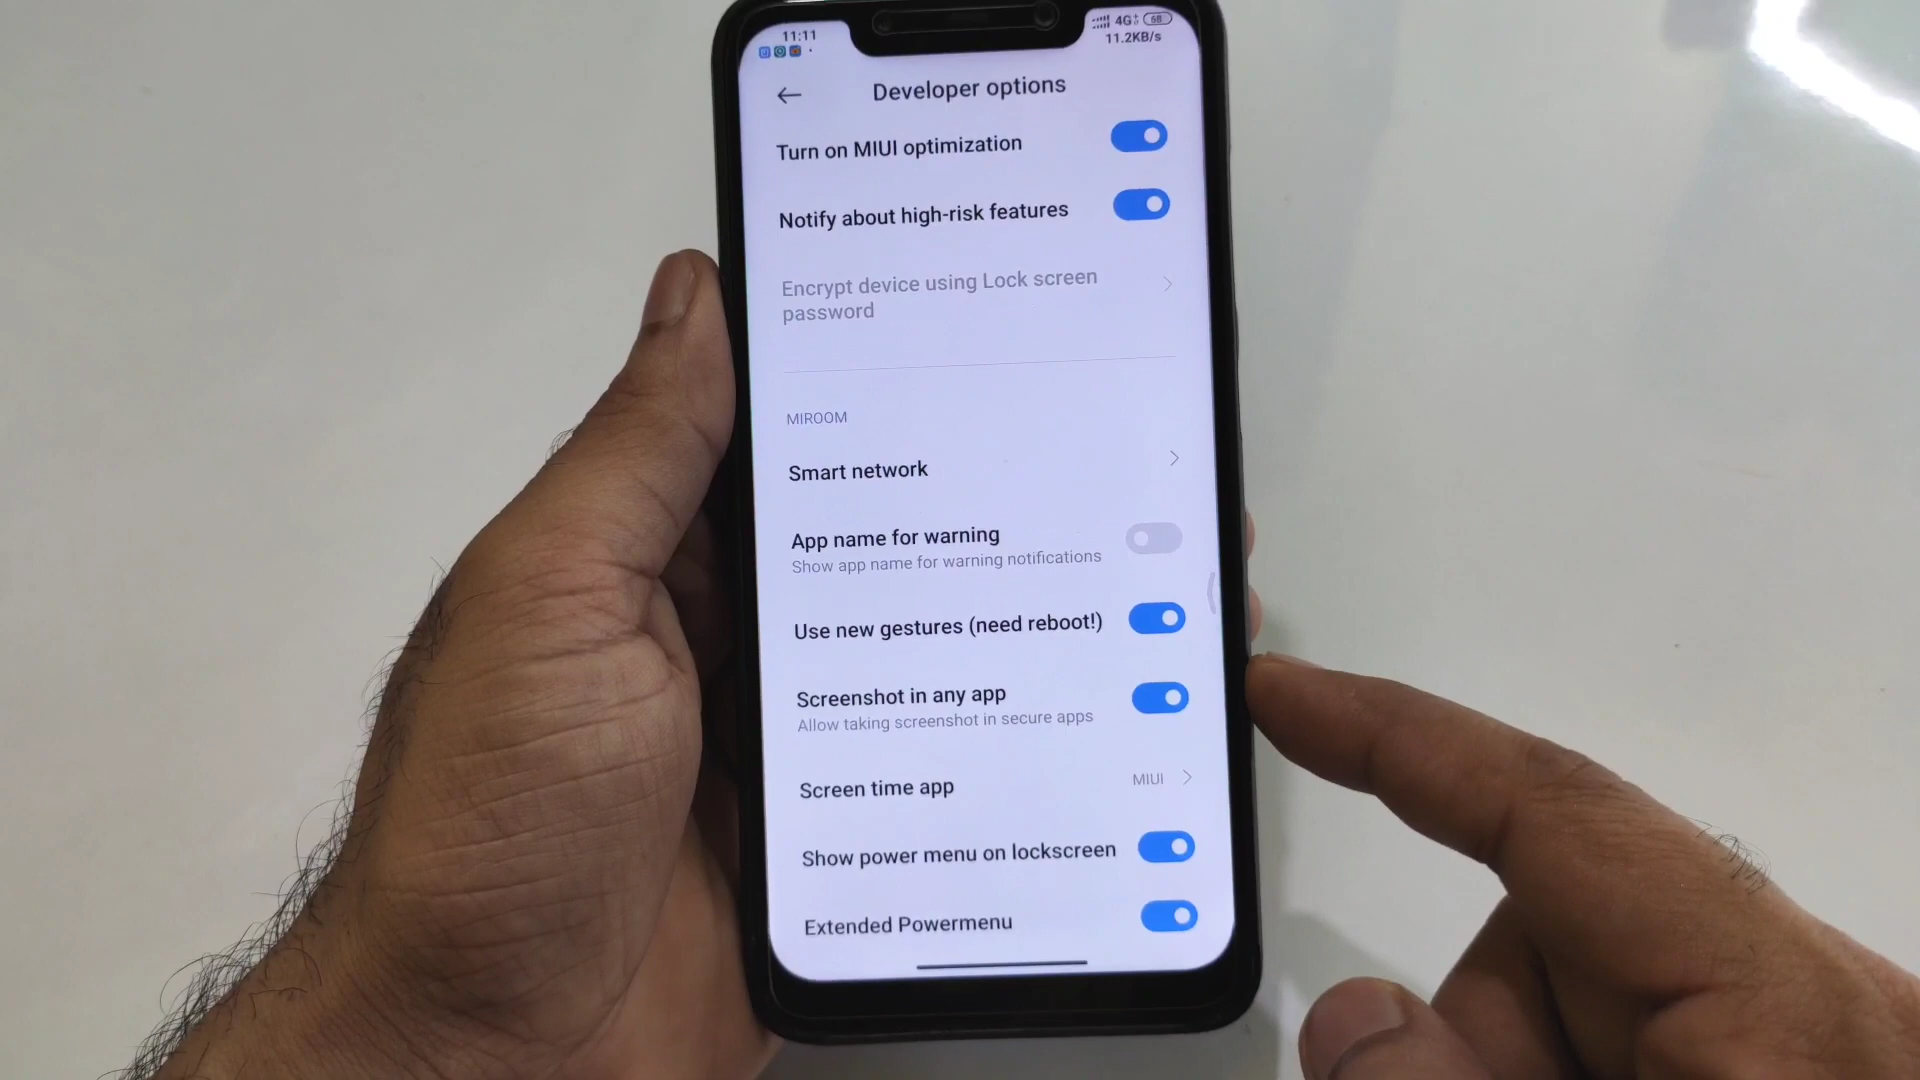 11:11
4G 68
11.2KB/s
Developer options
Turn on MIUI optimization
Notify about high-risk features
Encrypt device using Lock screen
password
MIROOM
Smart network
App name for warning
Show app name for warning notifications
Use new gestures (need reboot!)
Screenshot in any app
Allow taking screenshot in secure apps
Screen time app
MIUI
Show power menu on lockscreen
Extended Powermenu